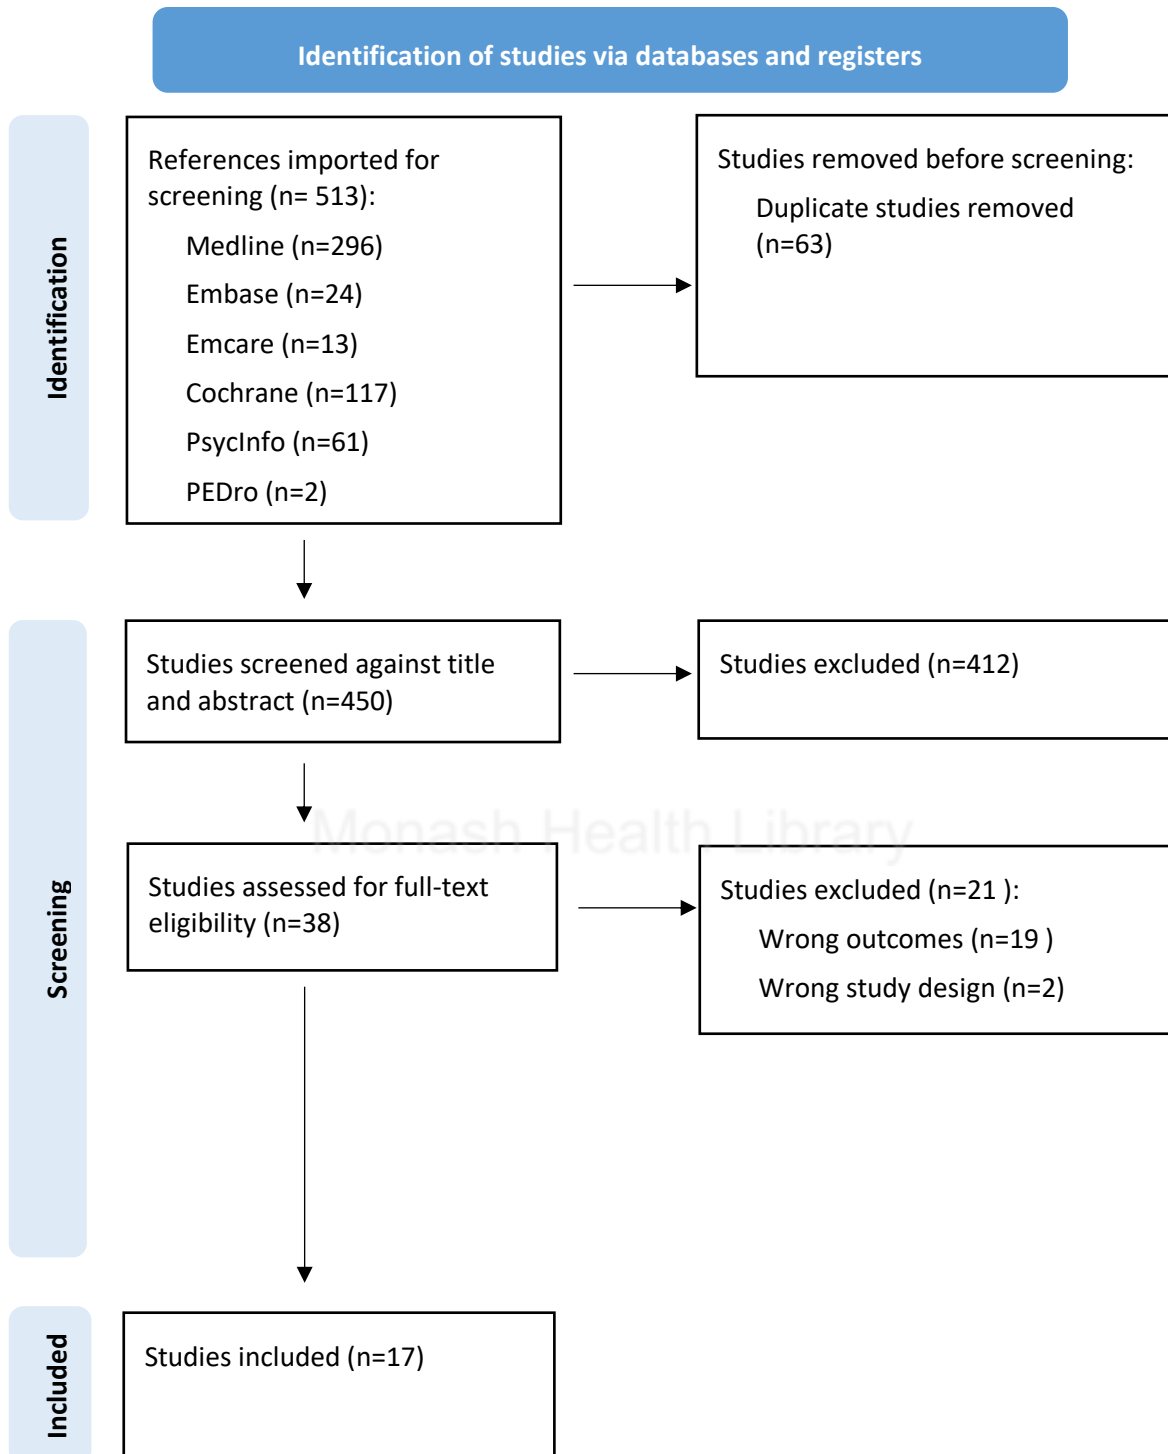 Identification of studies via databases and registers
Identification
References imported for
screening (n= 513):
Medline (n=296)
Embase (n=24)
Emcare (n=13)
Cochrane (n=117)
PsycInfo (n=61)
PEDro (n=2)
Studies removed before screening:
Duplicate studies removed
(n=63)
Screening
Studies screened against title
and abstract (n=450)
Studies excluded (n=412)
Monash Health Library
Studies assessed for full-text
eligibility (n=38)
Studies excluded (n=21 ):
Wrong outcomes (n=19 )
Wrong study design (n=2)
Included
Studies included (n=17)